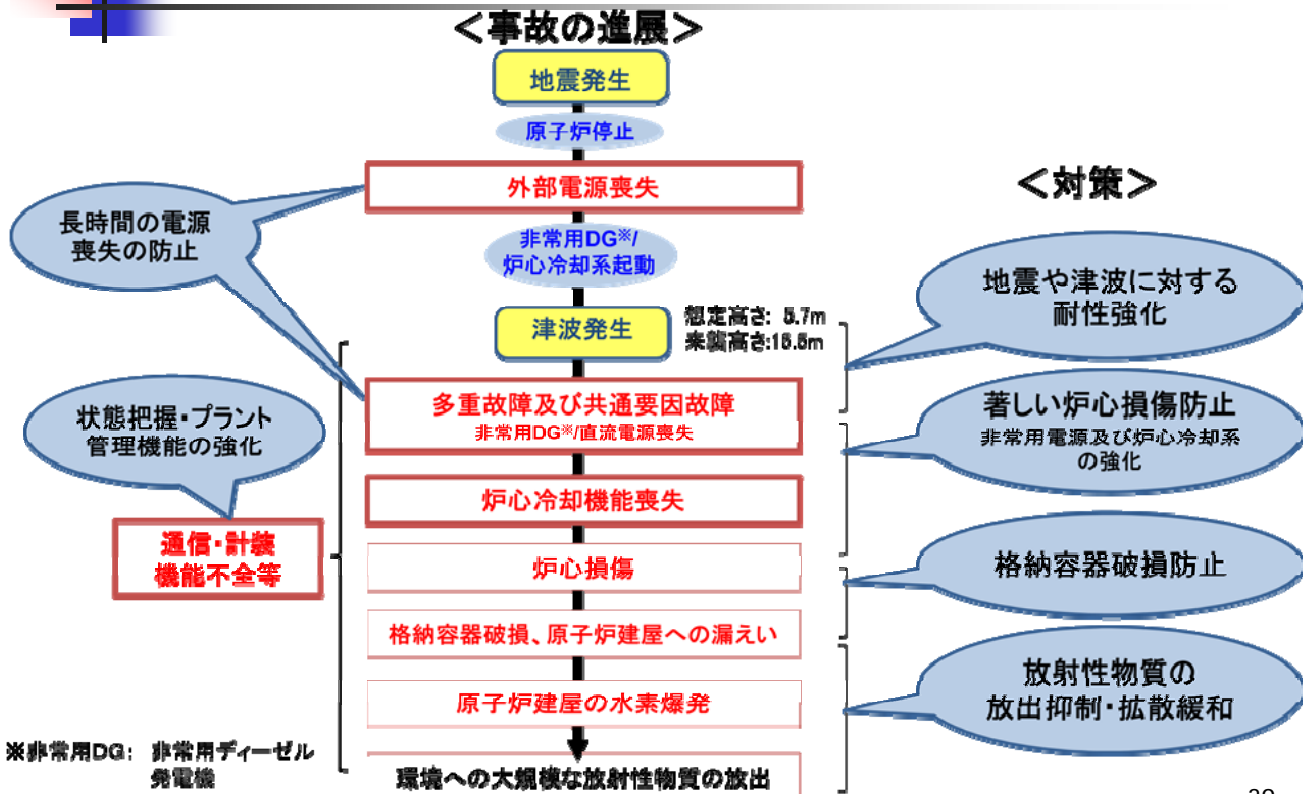 ＜事故の進展＞
地震発生
原子炉停止
外部電源喪失
非常用DG※/
炉心冷却系起動
津波発生
想定高さ: 5.7m
来襲高さ:15.5m
多重故障及び共通要因故障
非常用DG※/直流電源喪失
炉心冷却機能喪失
炉心損傷
格納容器破損、原子炉建屋への漏えい
原子炉建屋の水素爆発
環境への大規模な放射性物質の放出
長時間の電源
喪失の防止
状態把握・プラント
管理機能の強化
通信・計装
機能不全等
※非常用DG: 非常用ディーゼル
発電機
＜対策＞
地震や津波に対する
耐性強化
著しい炉心損傷防止
非常用電源及び炉心冷却系
の強化
格納容器破損防止
放射性物質の
放出抑制・拡散緩和